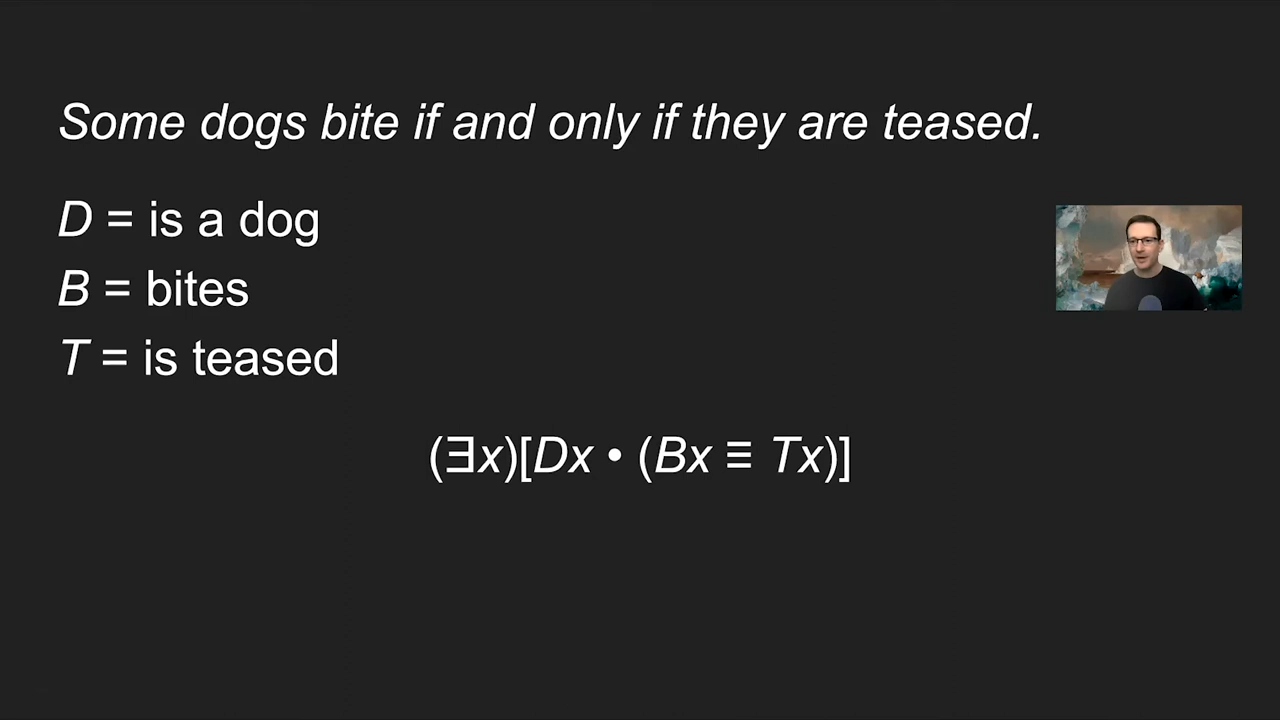 Some dogs bite if and only if they are teased.
D = is a dog
B = bites
T = is teased
(∃x)[Dx • (Bx ≡ Tx)]